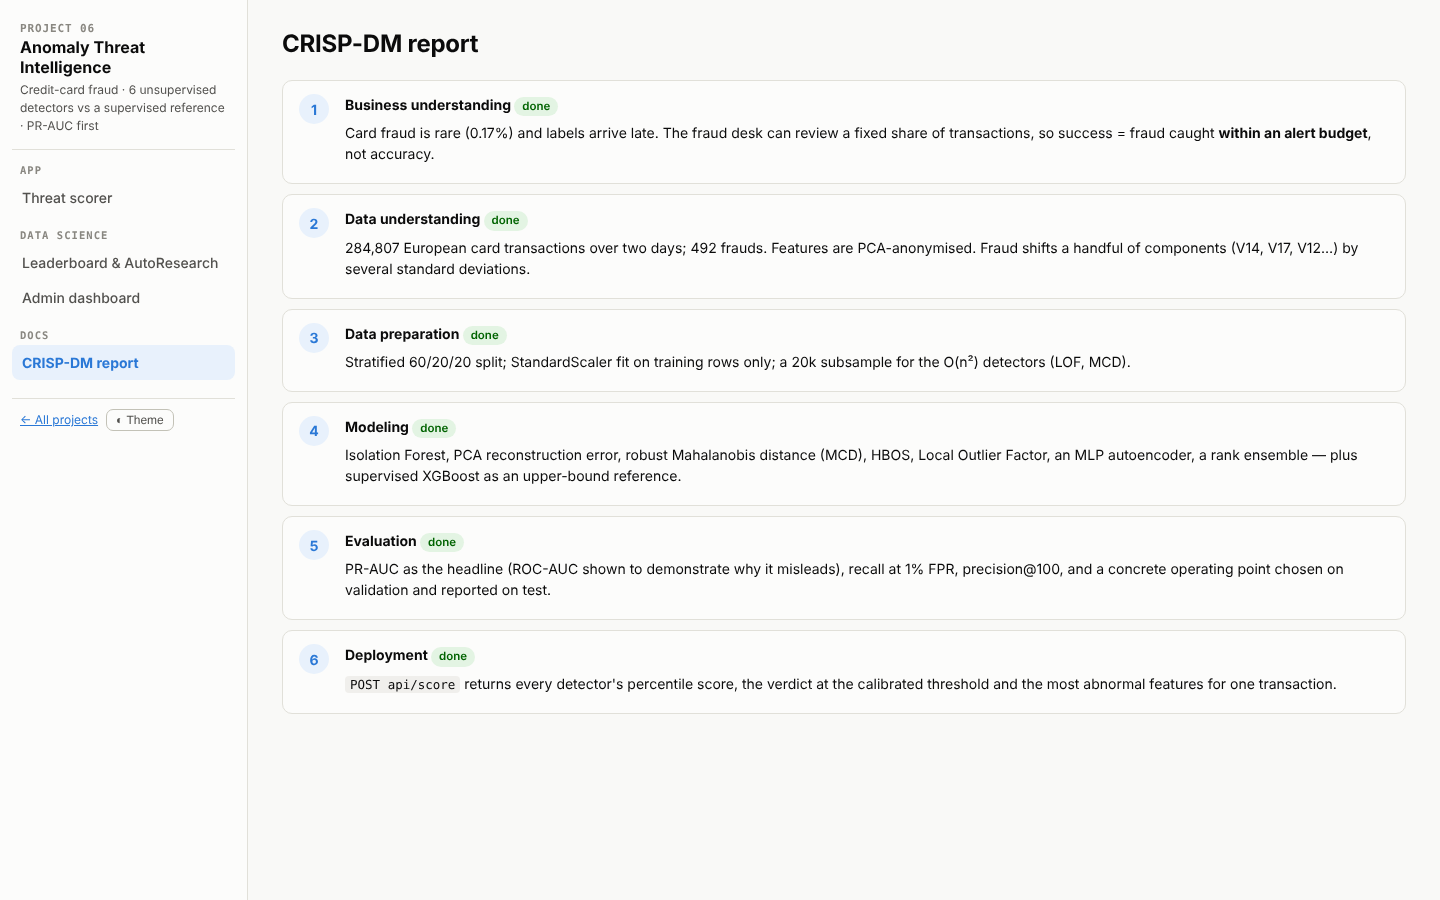 PROJECT 06
Anomaly Threat
Intelligence
Credit-card fraud · 6 unsupervised
detectors vs a supervised reference
· PR-AUC first
APP
Threat scorer
DATA SCIENCE
Leaderboard & AutoResearch
Admin dashboard
DOCS
CRISP-DM report
← All projects
Theme
CRISP-DM report
1
Business understanding done
Card fraud is rare (0.17%) and labels arrive late. The fraud desk can review a fixed share of transactions, so success = fraud caught within an alert budget,
not accuracy.
2
Data understanding done
284,807 European card transactions over two days; 492 frauds. Features are PCA-anonymised. Fraud shifts a handful of components (V14, V17, V12…) by
several standard deviations.
3
Data preparation done
Stratified 60/20/20 split; StandardScaler fit on training rows only; a 20k subsample for the O(n²) detectors (LOF, MCD).
4
Modeling done
Isolation Forest, PCA reconstruction error, robust Mahalanobis distance (MCD), HBOS, Local Outlier Factor, an MLP autoencoder, a rank ensemble — plus
supervised XGBoost as an upper-bound reference.
5
Evaluation done
PR-AUC as the headline (ROC-AUC shown to demonstrate why it misleads), recall at 1% FPR, precision@100, and a concrete operating point chosen on
validation and reported on test.
6
Deployment done
POST api/score returns every detector's percentile score, the verdict at the calibrated threshold and the most abnormal features for one transaction.